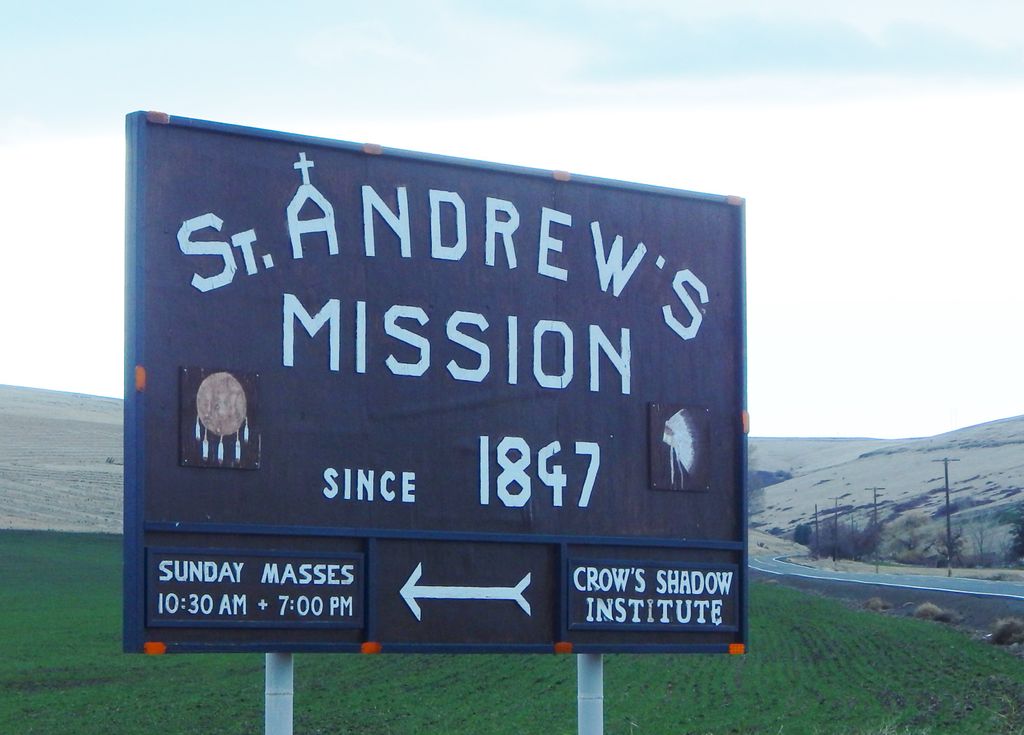 St. ANDREW'S
MISSION
SINCE 1847
SUNDAY MASSES
10:30 AM + 7:00 PM
CROW'S SHADOW
INSTITUTE